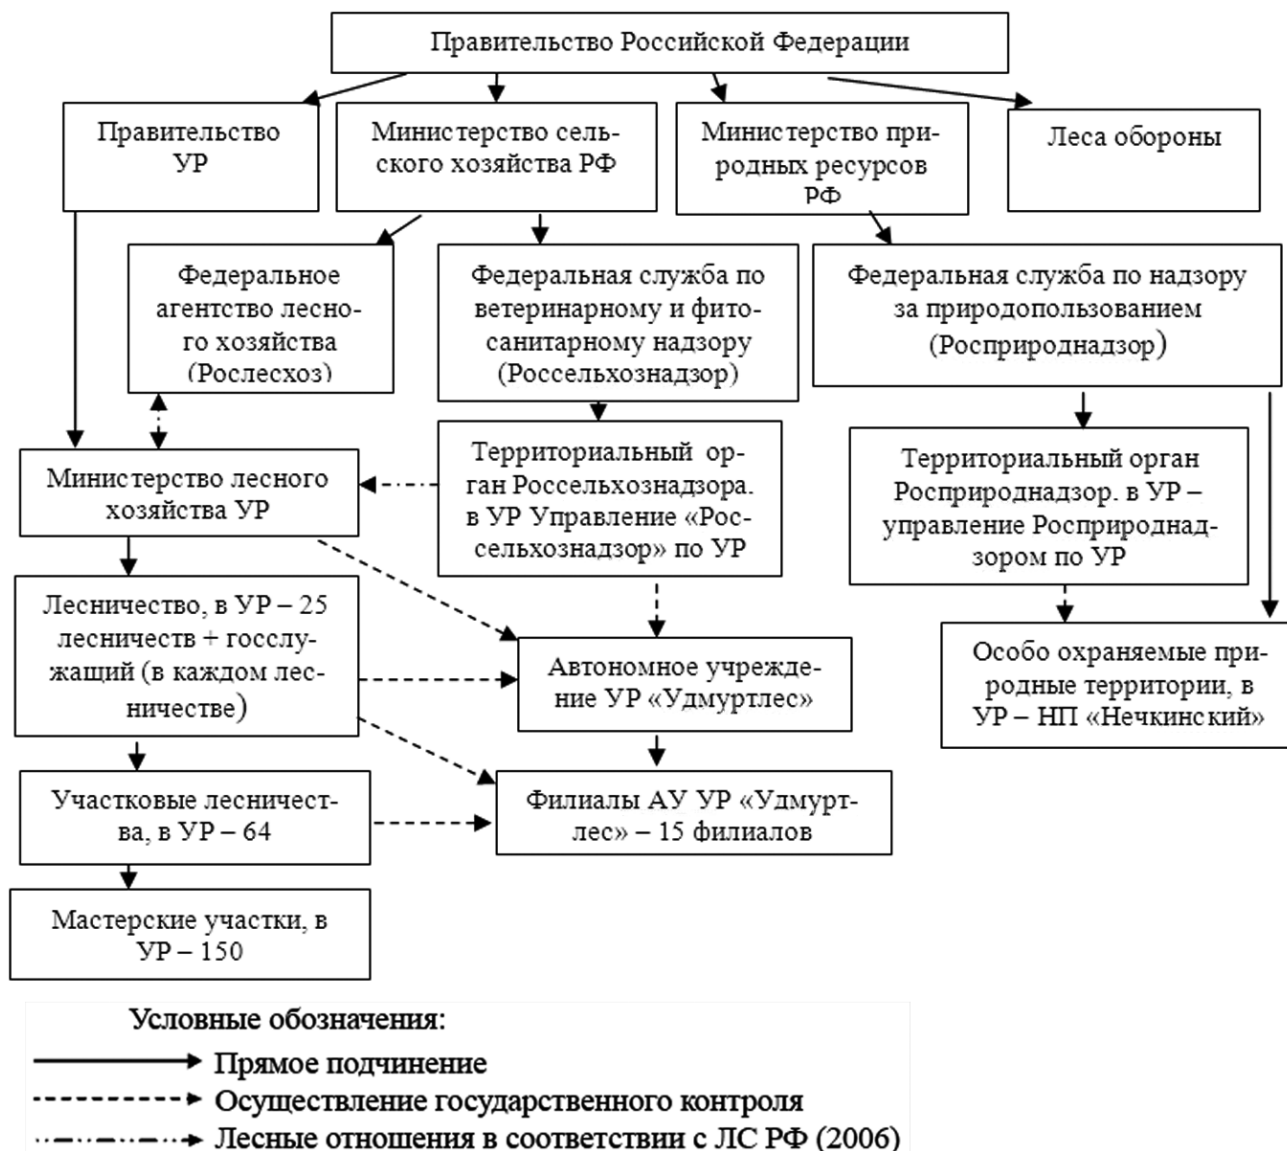 Правительство Российской Федерации
Правительство
УР
Министерство сель-
ского хозяйства РФ
Министерство при-
родных ресурсов
РФ
Леса обороны
Федеральное
агентство лесно-
го хозяйства
(Рослесхоз)
Федеральная служба по
ветеринарному и фито-
санитарному надзору
(Россельхознадзор)
Федеральная служба по надзору
за природопользованием
(Росприроднадзор)
Министерство лесного
хозяйства УР
Территориальный ор-
ган Россельхознадзора.
в УР Управление «Рос-
сельхознадзор» по УР
Территориальный орган
Росприроднадзор. в УР –
управление Росприроднад-
зором по УР
Лесничество, в УР – 25
лесничеств + госслу-
жащий (в каждом лес-
ничестве)
Автономное учрежде-
ние УР «Удмуртлес»
Особо охраняемые при-
родные территории, в
УР – НП «Нечкинский»
Участковые лесничест-
ва, в УР – 64
Филиалы АУ УР «Удмурт-
лес» – 15 филиалов
Мастерские участки, в
УР – 150
Условные обозначения:
Прямое подчинение
Осуществление государственного контроля
Лесные отношения в соответствии с ЛС РФ (2006)